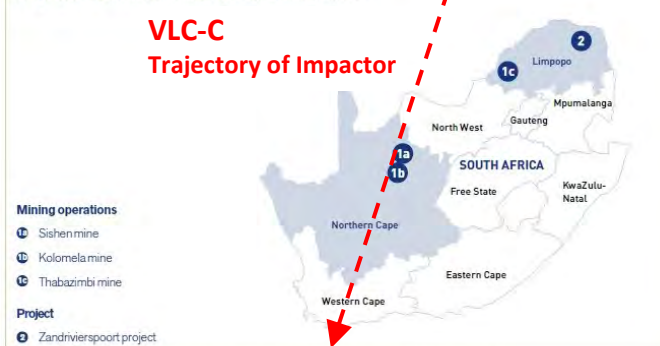 VLC-C
Trajectory of Impactor
2
Limpopo
1c
Mpumalanga
Gauteng
North West
1a
SOUTH AFRICA
1b
Free State
KwaZulu-
Natal
Northern Cape
Eastern Cape
Western Cape
Mining operations
1a Sishen mine
1b Kolomela mine
1c Thabazimbi mine
Project
2 Zandrivierspoort project